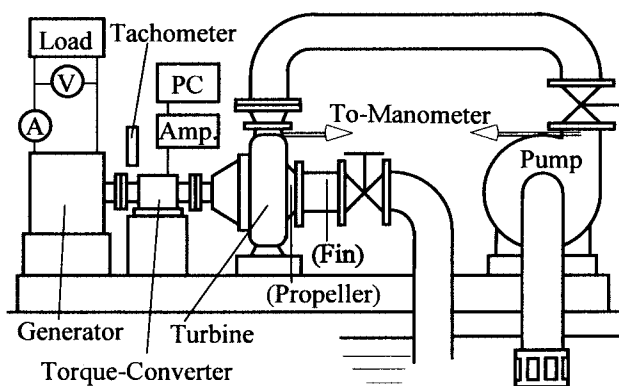 Load
Tachometer
V
PC
A
Amp.
To-Manometer
Pump
(Fin)
(Propeller)
Generator
Turbine
Torque-Converter